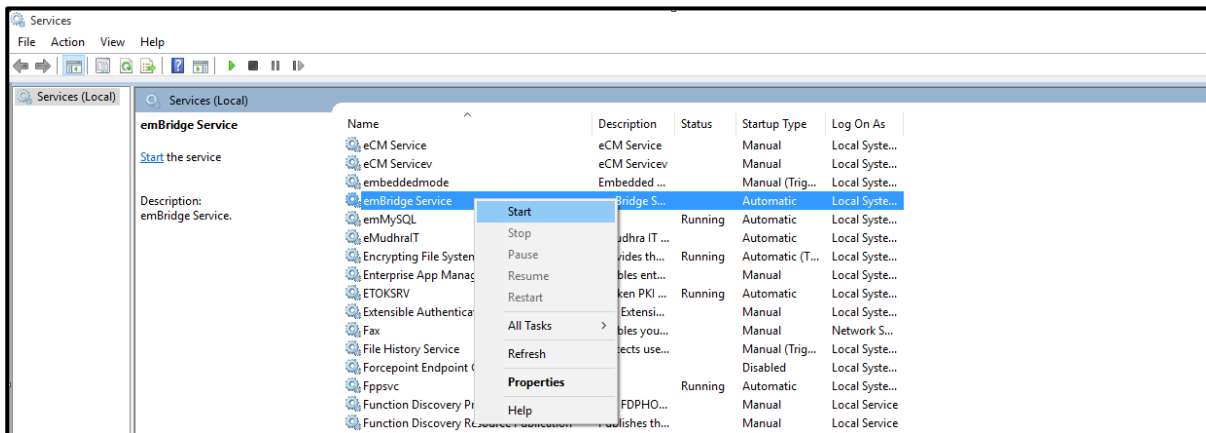 Services
File Action View Help
Services (Local)
Services (Local)
emBridge Service
Start the service
Description:
emBridge Service.
Name Description Status Startup Type Log On As
eCM Service eCM Service Manual Local Syste...
eCM Servicev eCM Servicev Manual Local Syste...
embeddedmode Embedded ... Manual (Trig... Local Syste...
emBridge Service Bridge S... Automatic Local Syste...
emMySQL Running Automatic Local Syste...
eMudhraIT udhra IT ... Automatic Local Syste...
Encrypting File System vides th... Running Automatic (T... Local Syste...
Enterprise App Manag bles ent... Manual Local Syste...
ETOKSRV ken PKI ... Running Automatic Local Syste...
Extensible Authentica Extensi... Manual Local Syste...
Fax bles you... Manual Network S...
File History Service tects use... Manual (Trig... Local Syste...
Forcepoint Endpoint Disabled Local Syste...
Fppsvc Running Automatic Local Syste...
Function Discovery Pr FDPHO... Manual Local Service
Function Discovery Resource Publication Publishes th... Manual Local Service
Start
Stop
Pause
Resume
Restart
All Tasks
Refresh
Properties
Help